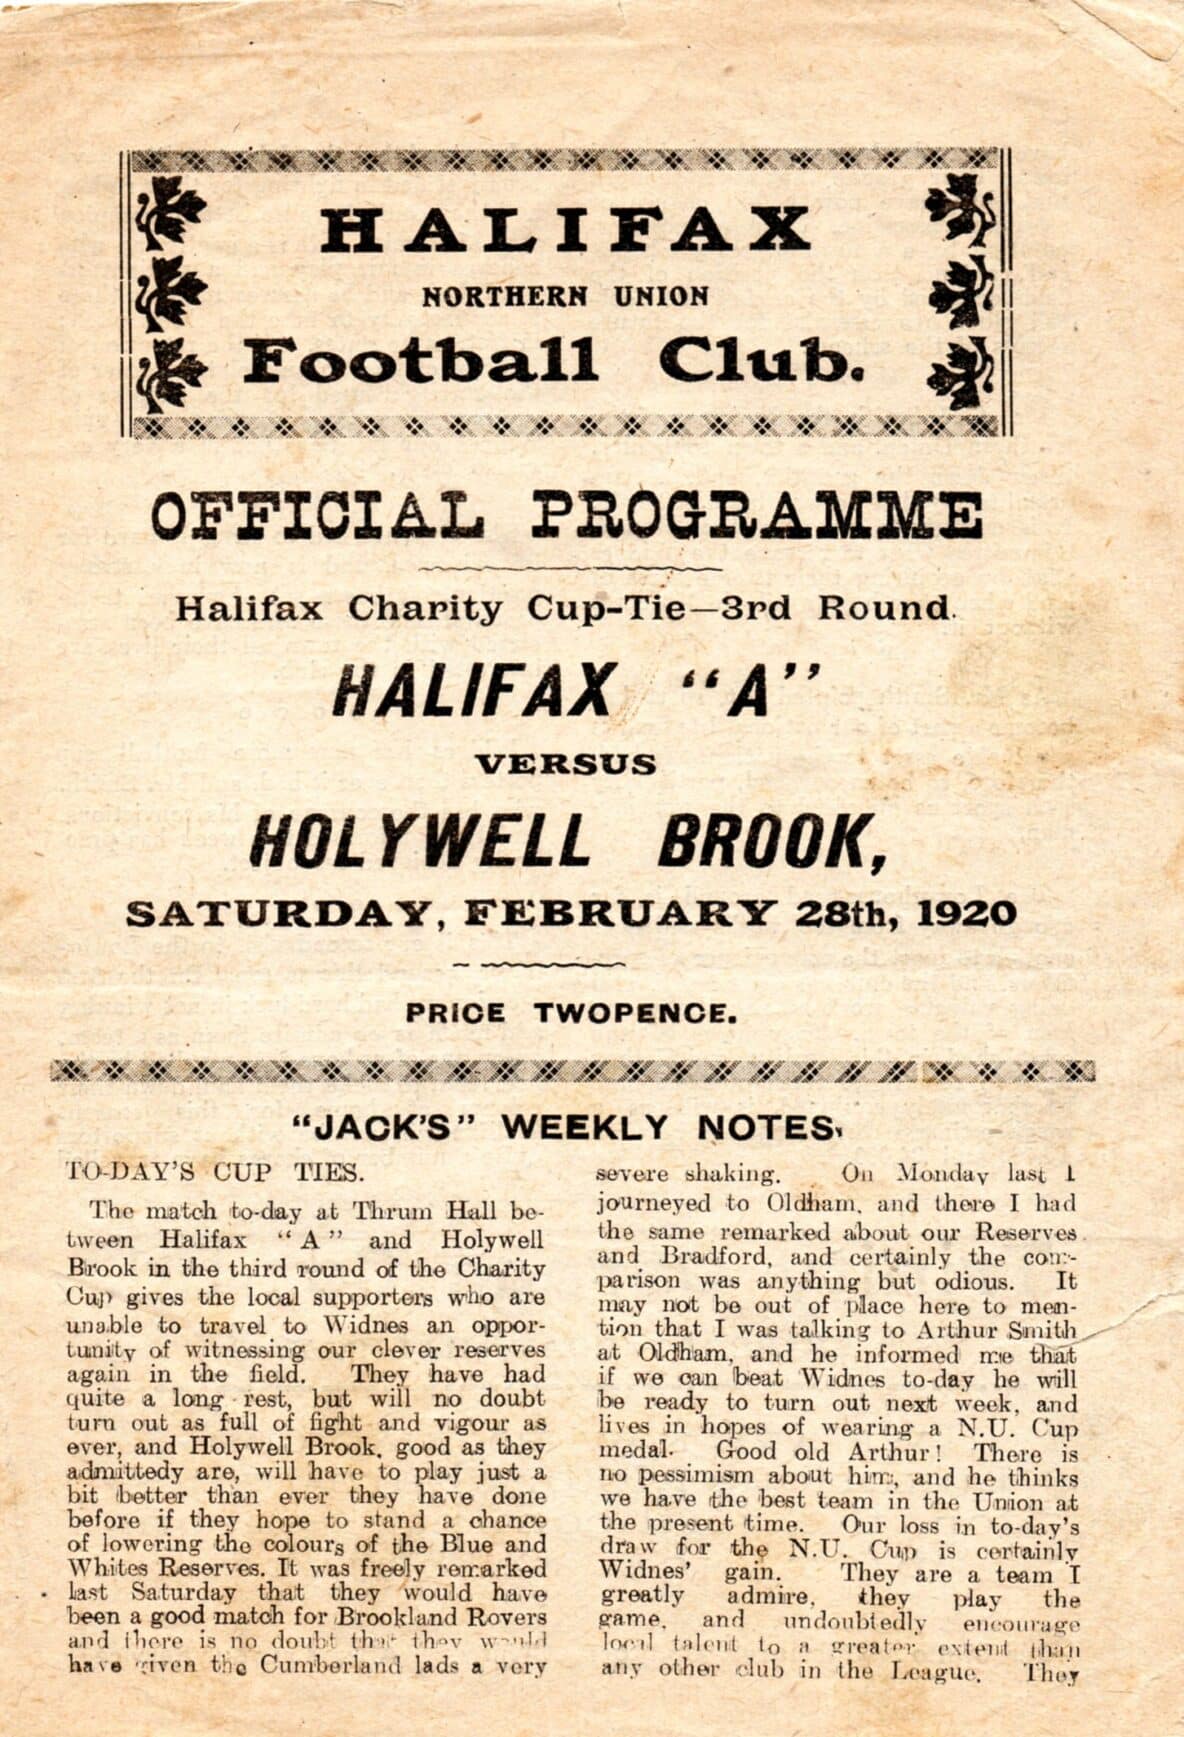 HALIFAX
NORTHERN UNION
Football Club.
OFFICIAL PROGRAMME
Halifax Charity Cup-Tie—3rd Round.
HALIFAX "A"
VERSUS
HOLYWELL BROOK,
SATURDAY, FEBRUARY 28th, 1920
PRICE TWOPENCE.
"JACK'S" WEEKLY NOTES.
TO-DAY'S CUP TIES.
The match to-day at Thrum Hall be-
tween Halifax "A" and Holywell
Brook in the third round of the Charity
Cup gives the local supporters who are
unable to travel to Widnes an oppor-
tunity of witnessing our clever reserves
again in the field. They have had
quite a long rest, but will no doubt
turn out as full of fight and vigour as
ever, and Holywell Brook, good as they
admittedy are, will have to play just a
bit better than ever they have done
before if they hope to stand a chance
of lowering the colours of the Blue and
Whites Reserves. It was freely remarked
last Saturday that they would have
been a good match for Brookland Rovers
and there is no doubt that they would
have given the Cumberland lads a very
severe shaking. On Monday last I
journeyed to Oldham, and there I had
the same remarked about our Reserves
and Bradford, and certainly the com-
parison was anything but odious. It
may not be out of place here to men-
tion that I was talking to Arthur Smith
at Oldham, and he informed me that
if we can beat Widnes to-day he will
be ready to turn out next week, and
lives in hopes of wearing a N.U. Cup
medal. Good old Arthur! There is
no pessimism about him, and he thinks
we have the best team in the Union at
the present time. Our loss in to-day's
draw for the N.U. Cup is certainly
Widnes' gain. They are a team I
greatly admire, they play the
game, and undoubtedly encourage
local talent to a greater extent than
any other club in the League. They